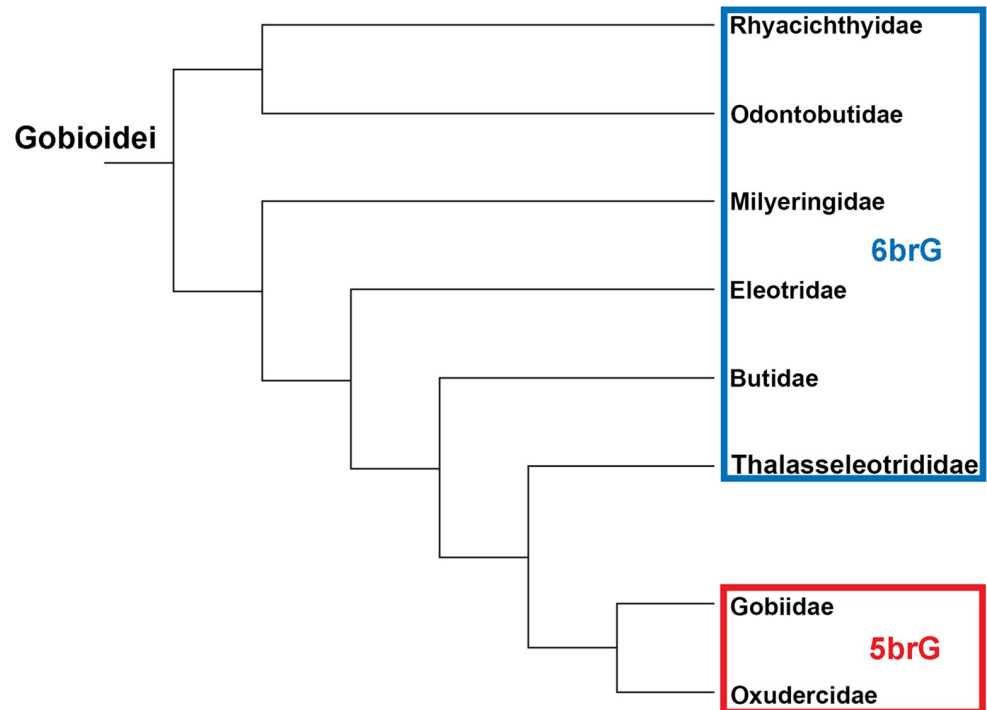 Rhyacichthyidae
Odontobutidae
Gobioidei
Milyeringidae
6brG
Eleotridae
Butidae
Thalasseleotrididae
Gobiidae
5brG
Oxudercidae